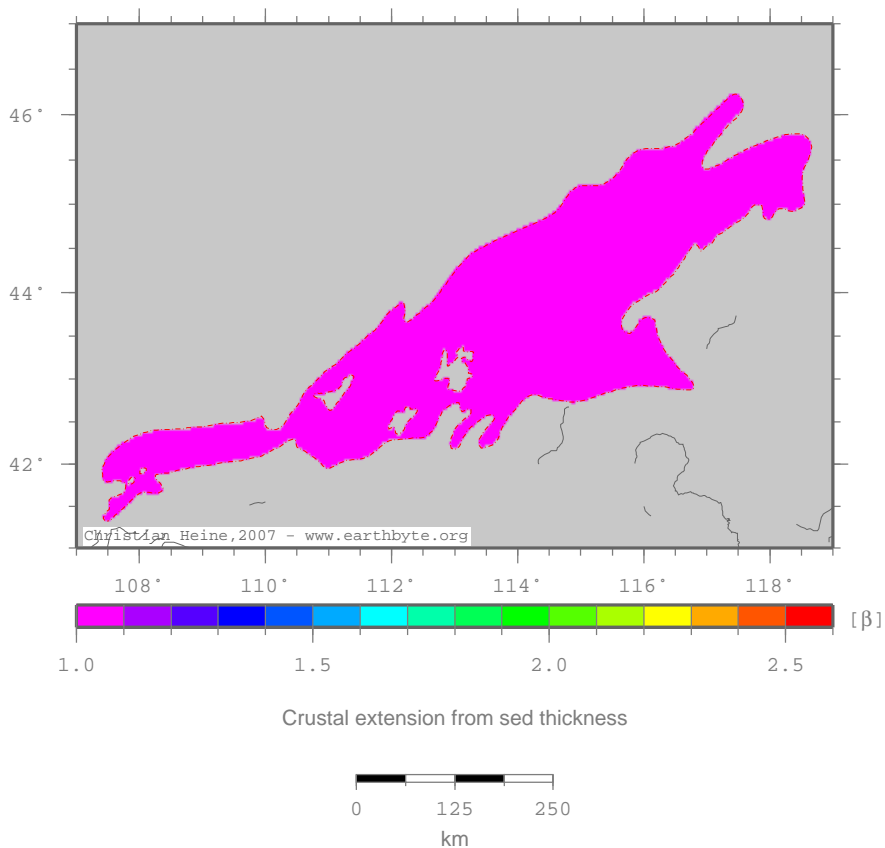 46°
44°
42°
Christian Heine,2007 - www.earthbyte.org
108° 110° 112° 114° 116° 118°
[β]
1.0 1.5 2.0 2.5
Crustal extension from sed thickness
0 125 250
km